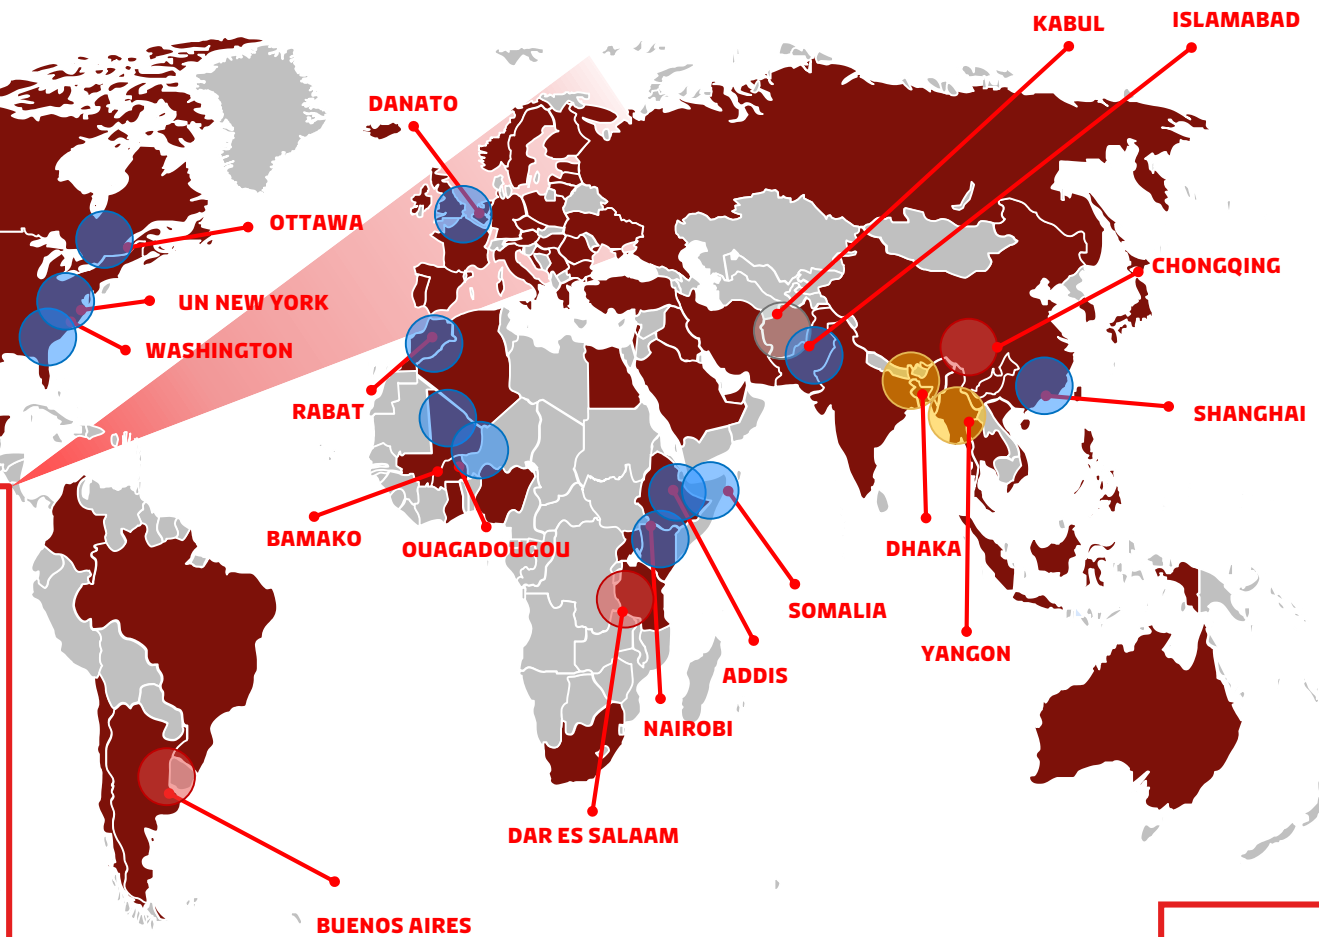 KABUL
ISLAMABAD
DANATO
OTTAWA
CHONGQING
UN NEW YORK
WASHINGTON
RABAT
SHANGHAI
BAMAKO
OUAGADOUGOU
DHAKA
SOMALIA
YANGON
ADDIS
NAIROBI
DAR ES SALAAM
BUENOS AIRES